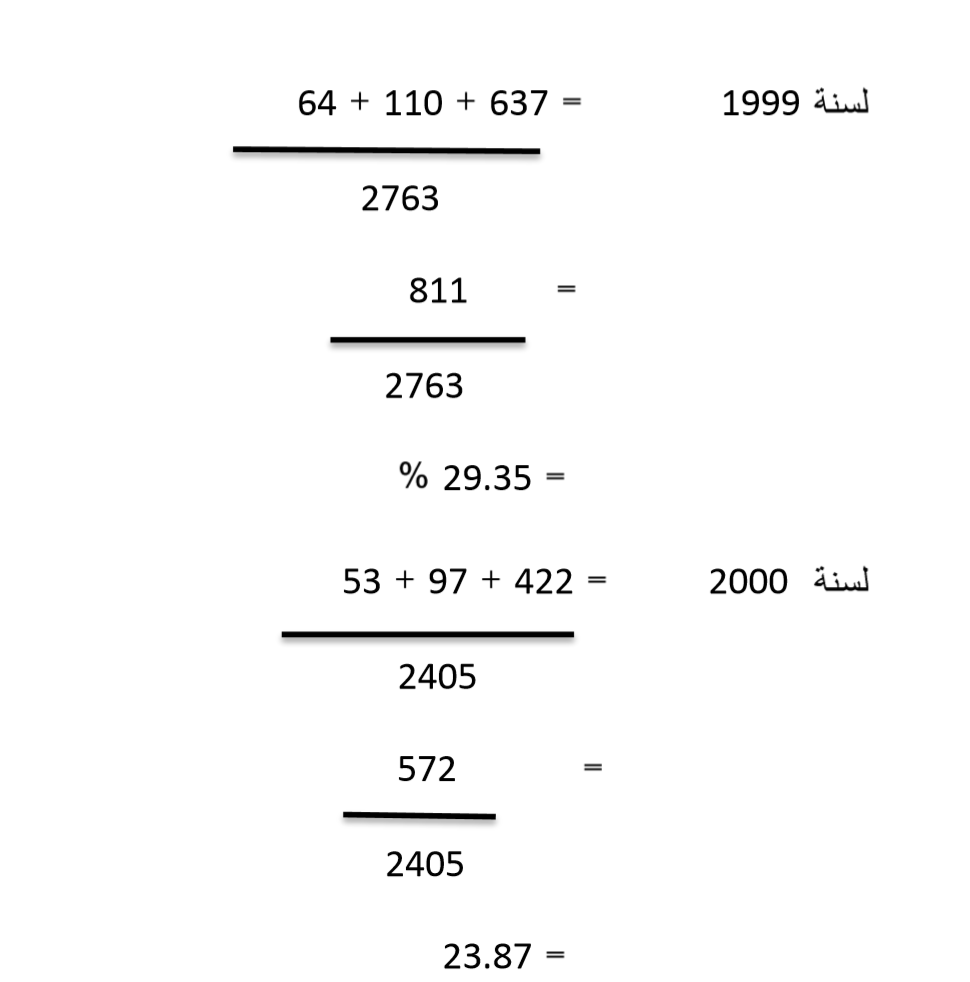 لسنة 1999 = 637 + 110 + 64
2763
= 811
2763
= 29.35 %
لسنة 2000 = 422 + 97 + 53
2405
= 572
2405
= 23.87